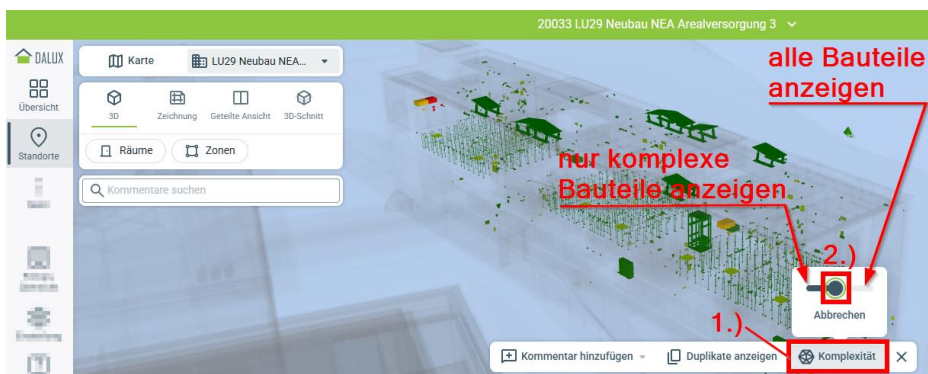 20033 LU29 Neubau NEA Arealversorgung 3
DALUX
Karte
LU29 Neubau NEA...
alle Bauteile
anzeigen
Übersicht
3D
Zeichnung
Geteilte Ansicht
3D-Schnitt
Standorte
Räume
Zonen
nur komplexe
Bauteile anzeigen
Kommentare suchen
2.)
Abbrechen
1.)
Kommentar hinzufügen
Duplikate anzeigen
Komplexität